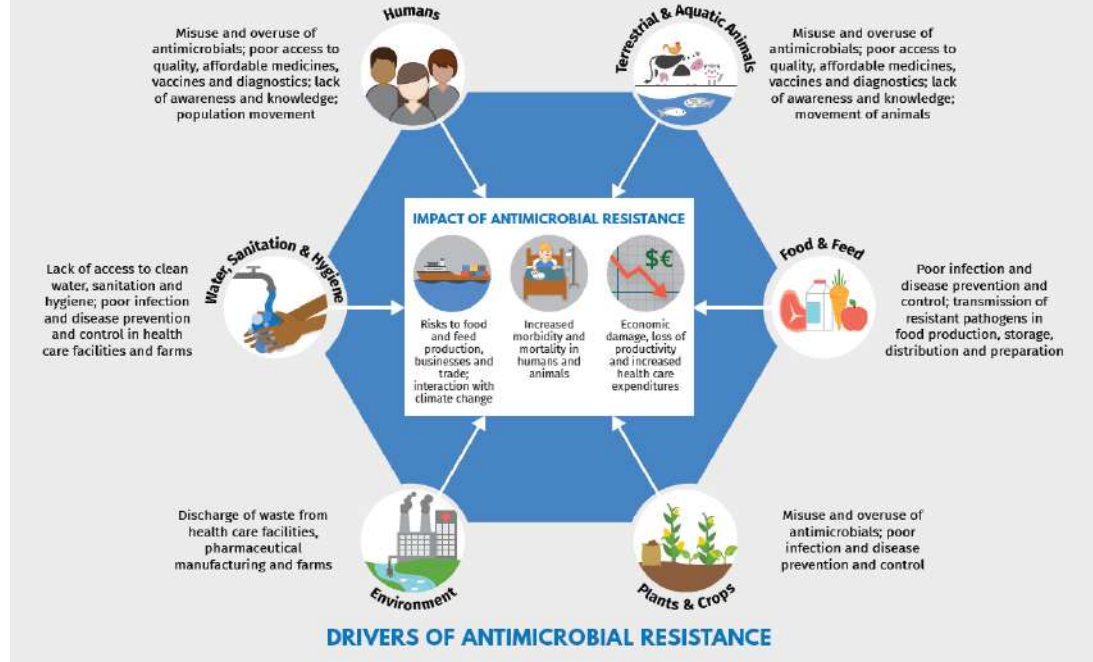 Humans
Misuse and overuse of
antimicrobials; poor access to
quality, affordable medicines,
vaccines and diagnostics; lack
of awareness and knowledge;
population movement
Terrestrial & Aquatic Animals
Misuse and overuse of
antimicrobials; poor access to
quality, affordable medicines,
vaccines and diagnostics; lack
of awareness and knowledge;
movement of animals
Water, Sanitation & Hygiene
Lack of access to clean
water, sanitation and
hygiene; poor infection
and disease prevention
and control in health
care facilities and farms
IMPACT OF ANTIMICROBIAL RESISTANCE
$€
Risks to food
and feed
production,
businesses and
trade;
interaction with
climate change
Increased
morbidity and
mortality in
humans and
animals
Economic
damage, loss of
productivity
and increased
health care
expenditures
Food & Feed
Poor infection and
disease prevention and
control; transmission of
resistant pathogens in
food production, storage,
distribution and preparation
Discharge of waste from
health care facilities,
pharmaceutical
manufacturing and farms
Environment
Misuse and overuse of
antimicrobials; poor
infection and disease
prevention and control
Plants & Crops
DRIVERS OF ANTIMICROBIAL RESISTANCE